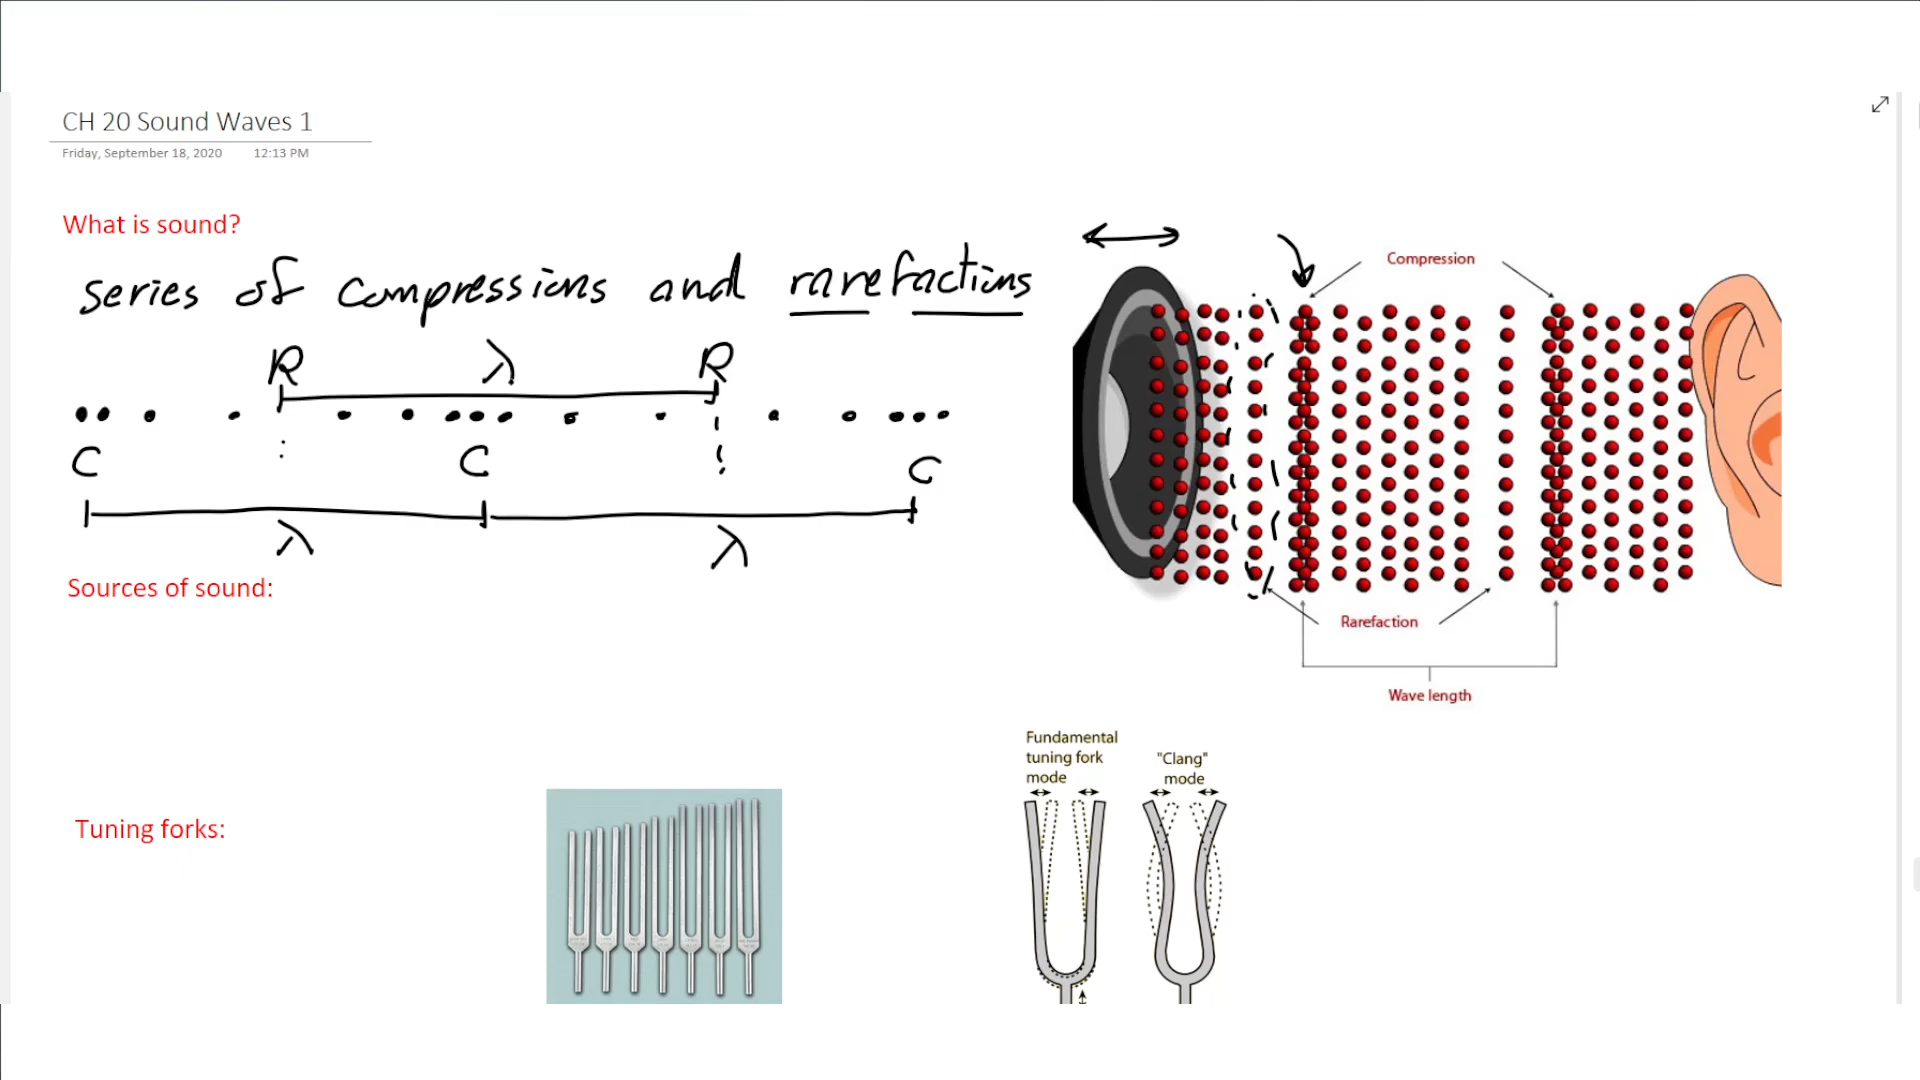 CH 20 Sound Waves 1
Friday, September 18, 2020 12:13 PM
What is sound?
series of compressions and rarefactions
R λ R
C C C
λ λ
Sources of sound:
Tuning forks:
Compression
Rarefaction
Wave length
Fundamental
tuning fork
mode
"Clang"
mode